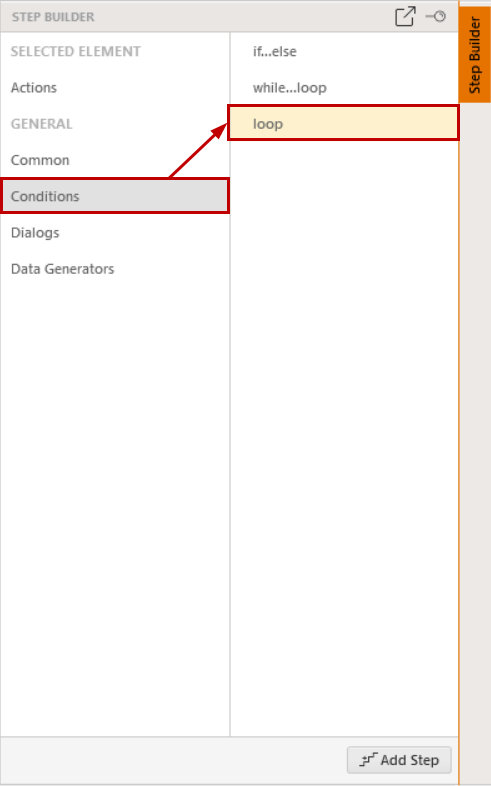 STEP BUILDER
SELECTED ELEMENT
Actions
GENERAL
Common
Conditions
Dialogs
Data Generators
if...else
while...loop
loop
Add Step
Step Builder